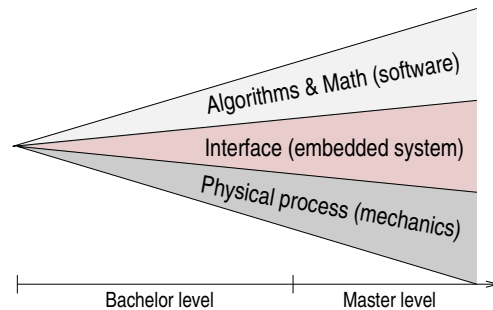 Algorithms & Math (software)
Interface (embedded system)
Physical process (mechanics)
Bachelor level
Master level